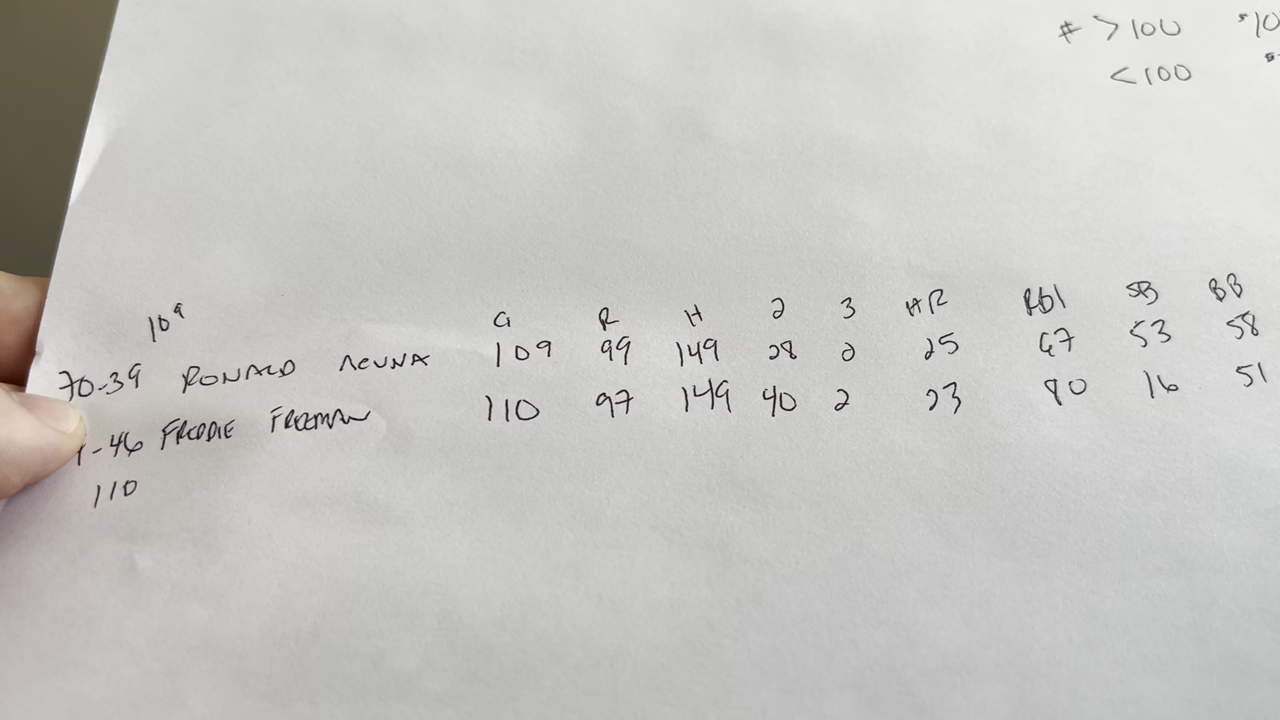 # > 100 "10
< 100
109
G R H 2 3 HR RBI SB BB
70-39 RONALD ACUNA 109 99 149 28 2 25 67 53 58
-46 FREDDIE FREEMAN 110 97 149 40 2 23 80 16 51
110